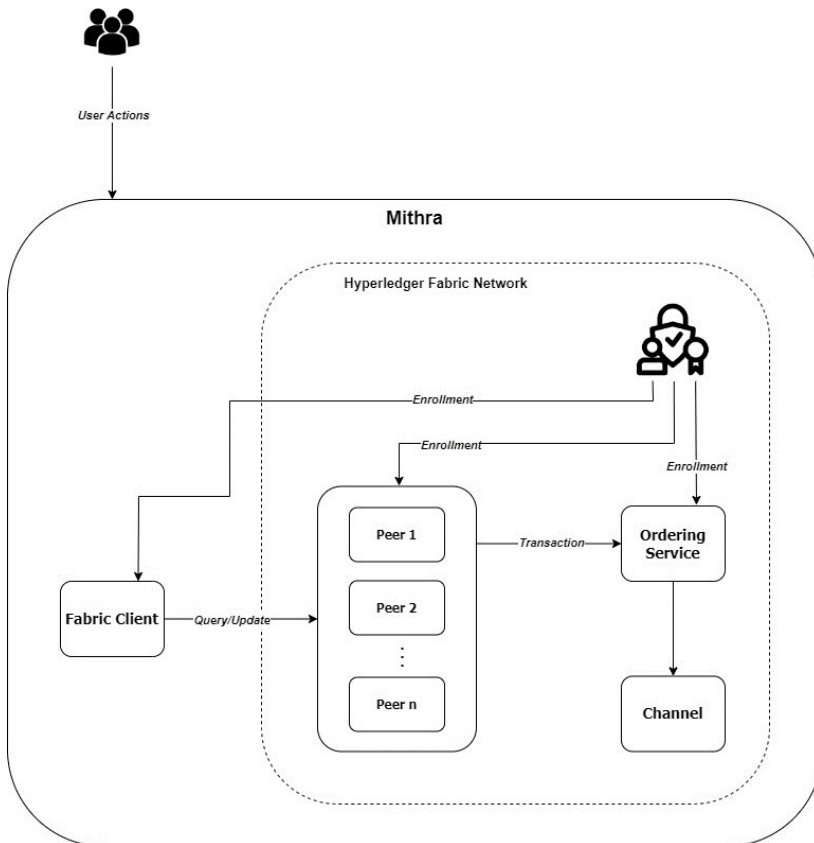 User Actions
Mithra
Hyperledger Fabric Network
Enrollment
Enrollment
Enrollment
Peer 1
Transaction
Ordering
Service
Fabric Client
Query/Update
Peer 2
Peer n
Channel